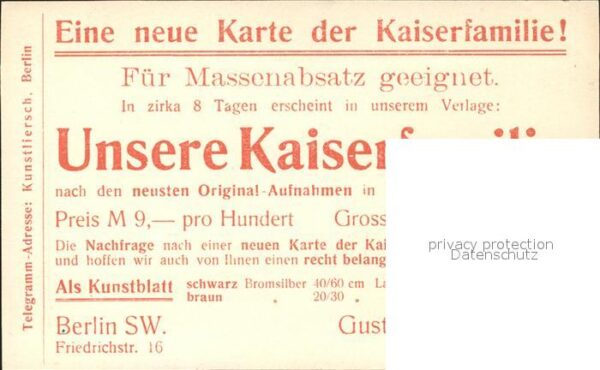 Eine neue Karte der Kaiserfamilie!
Für Massenabsatz geeignet.
In zirka 8 Tagen erscheint in unserem Verlage:
Unsere Kaiser
nach den neusten Original-Aufnahmen in
Preis M 9,— pro Hundert Gross
Die Nachfrage nach einer neuen Karte der Kai
und hoffen wir auch von Ihnen einen recht belang
Als Kunstblatt schwarz Bromsilber 40/60 cm La
braun „ 20/30 „
Berlin SW. Gust
Friedrichstr. 16
Telegramm-Adresse: Kunstliersch, Berlin
privacy protection
Datenschutz